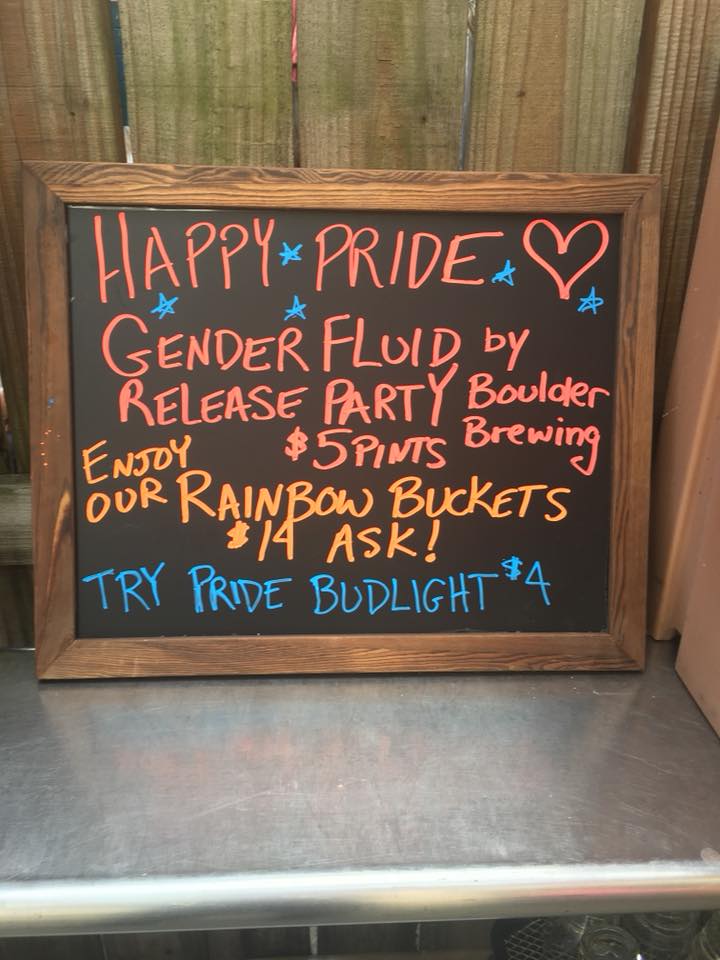 HAPPY PRIDE
GENDER FLUID by
RELEASE PARTY Boulder
$5 PINTS Brewing
ENJOY
OUR RAINBOW BUCKETS
$14 ASK!
TRY PRIDE BUDLIGHT $4